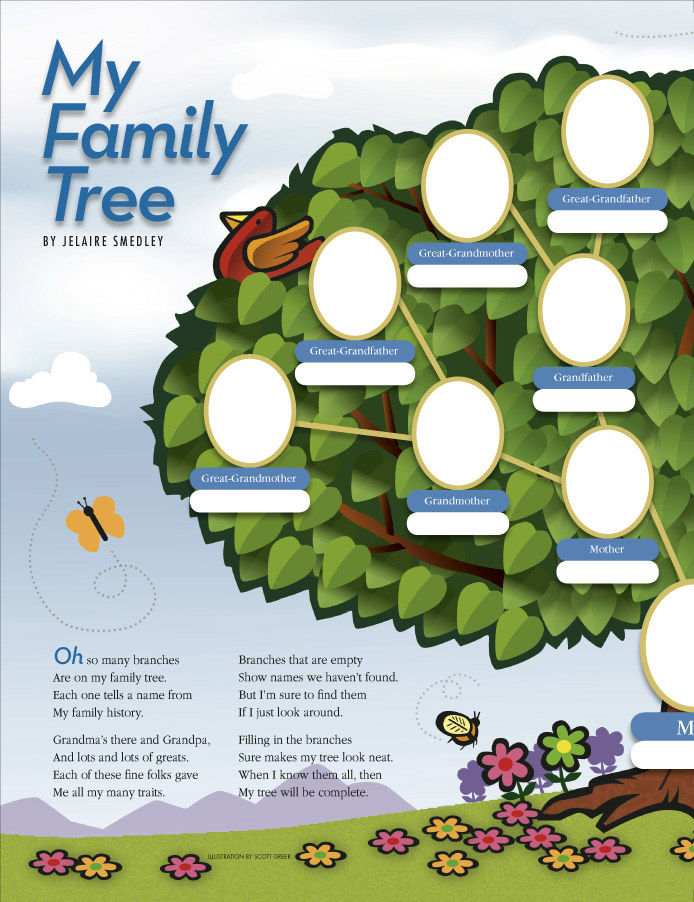 My
Family
Tree
BY JELAIRE SMEDLEY
Great-Grandfather
Great-Grandmother
Great-Grandfather
Grandfather
Great-Grandmother
Grandmother
Mother
M
Oh so many branches
Are on my family tree.
Each one tells a name from
My family history.
Grandma's there and Grandpa,
And lots and lots of greats.
Each of these fine folks gave
Me all my many traits.
Branches that are empty
Show names we haven't found.
But I'm sure to find them
If I just look around.
Filling in the branches
Sure makes my tree look neat.
When I know them all, then
My tree will be complete.
ILLUSTRATION BY SCOTT GREER